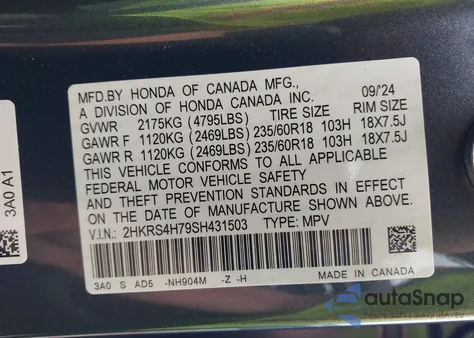 MFD.BY HONDA OF CANADA MFG.,
A DIVISION OF HONDA CANADA INC. 09/'24
GVWR 2175KG (4795LBS) TIRE SIZE RIM SIZE
GAWR F 1120KG (2469LBS) 235/60R18 103H 18X7.5J
GAWR R 1120KG (2469LBS) 235/60R18 103H 18X7.5J
THIS VEHICLE CONFORMS TO ALL APPLICABLE
FEDERAL MOTOR VEHICLE SAFETY
AND THEFT PREVENTION STANDARDS IN EFFECT
ON THE DATE OF MANUFACTURE SHOWN ABOVE.
V.I.N.: 2HKRS4H79SH431503 TYPE: MPV
3A0 S AD5 -NH904M -Z -H MADE IN CANADA
3A0 A1
autoSnap